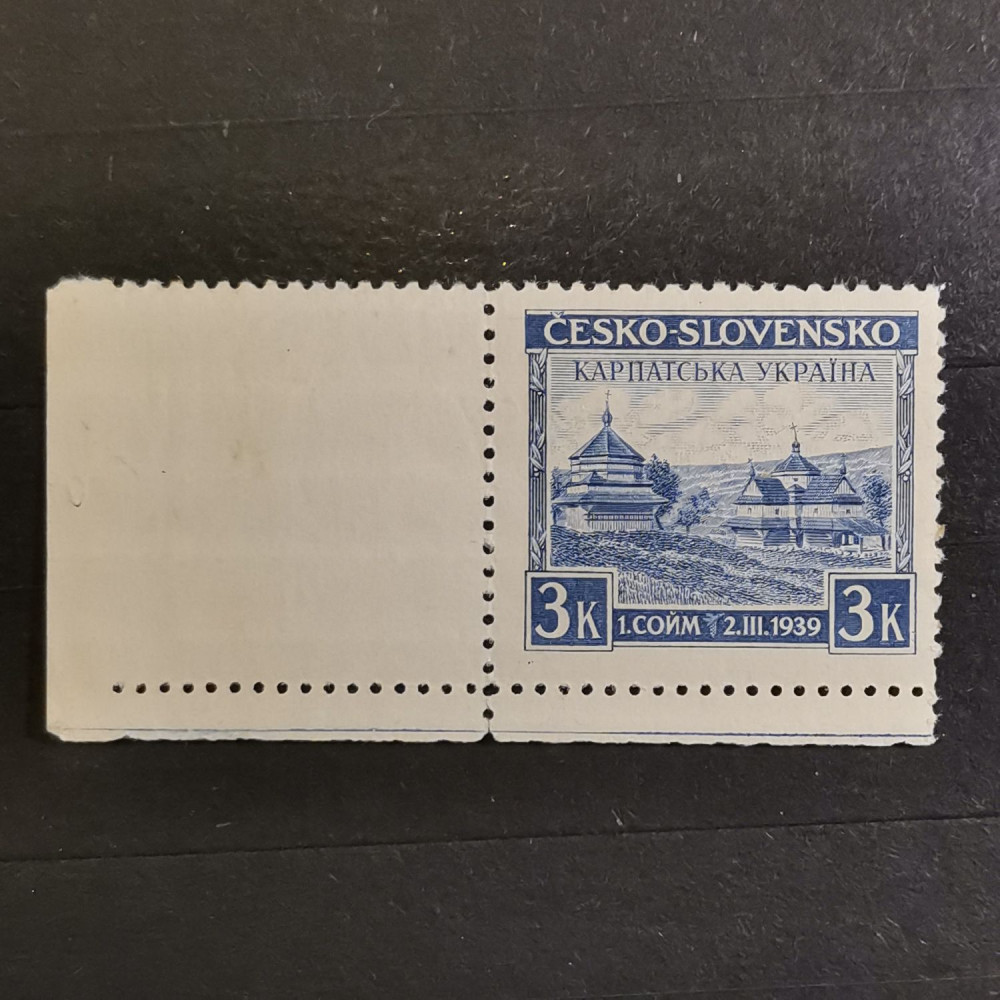 ČESKO-SLOVENSKO
КАРПАТСЬКА УКРАЇНА
3K 1.СОЙМ 2.III.1939 3K